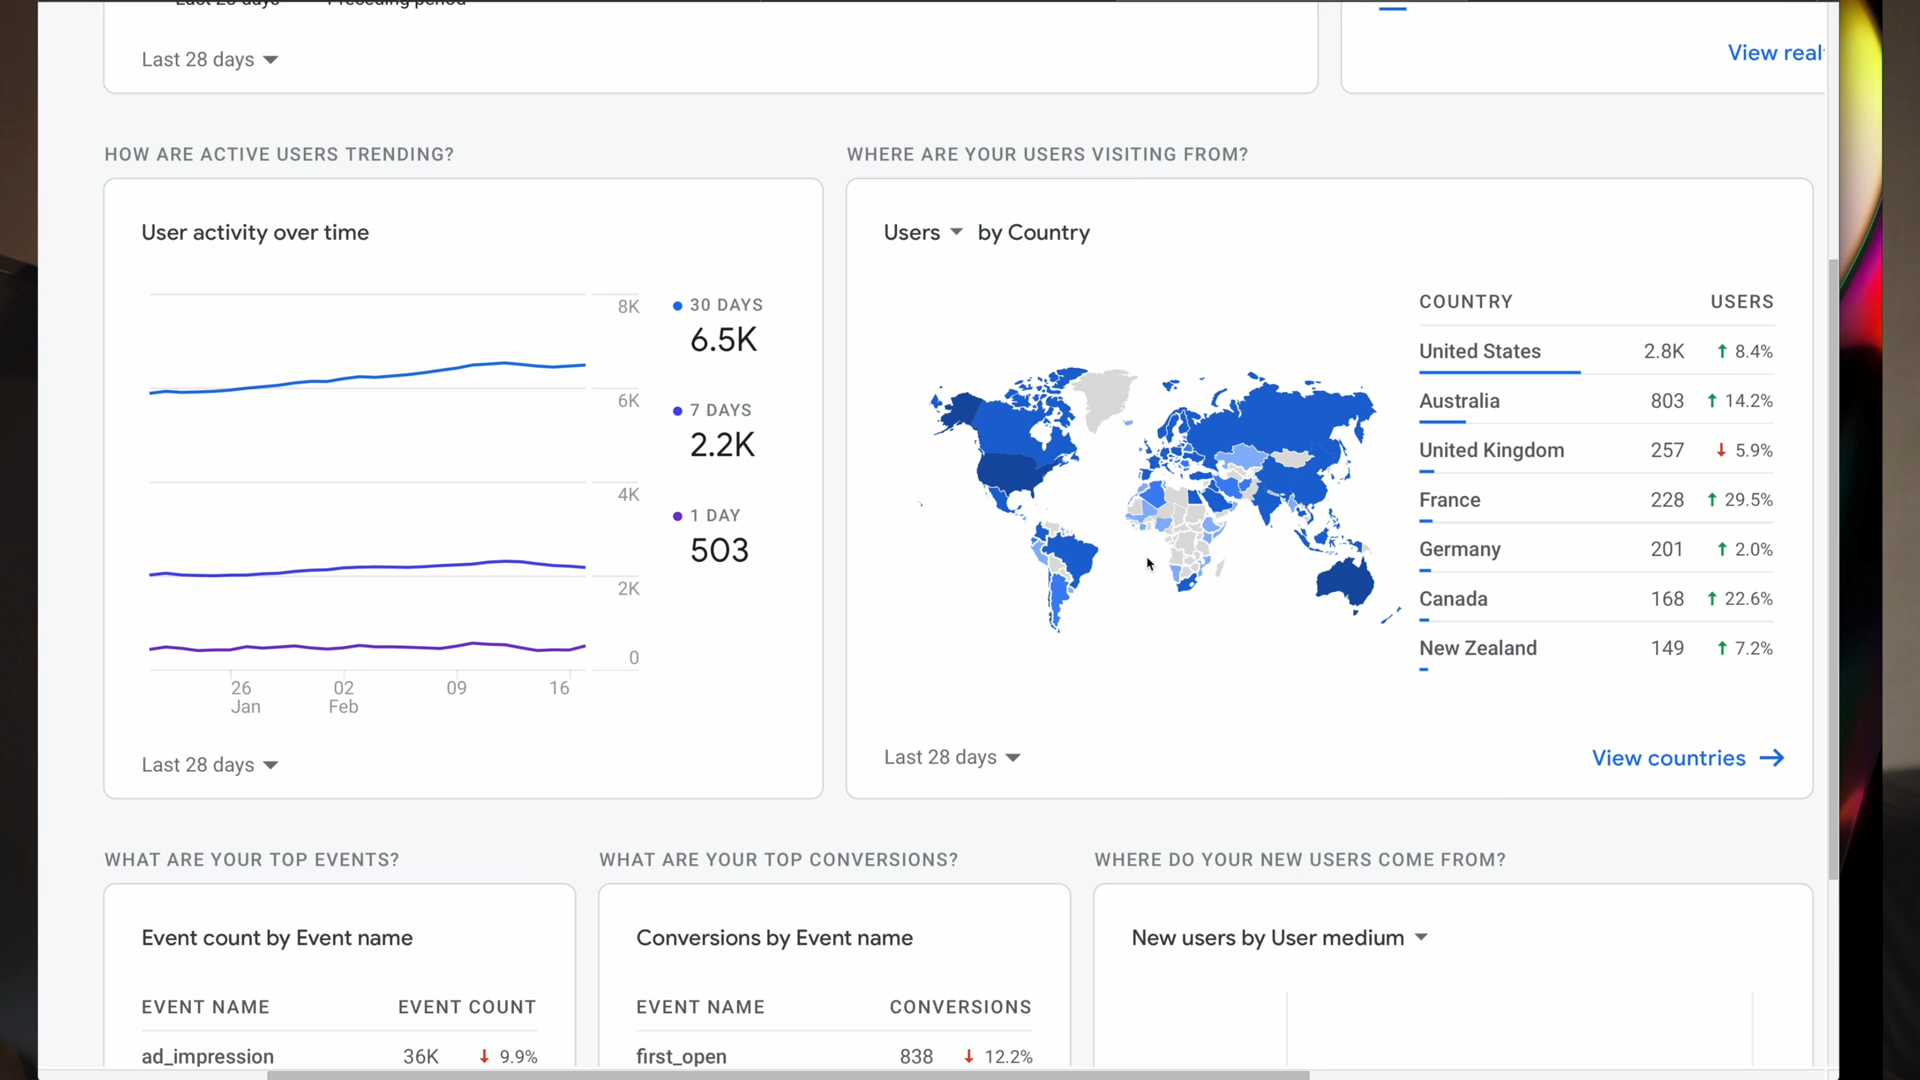 Last 28 days
Preceding period
Last 28 days
View real
HOW ARE ACTIVE USERS TRENDING?
User activity over time
8K
6K
4K
2K
0
26
Jan
02
Feb
09
16
30 DAYS
6.5K
7 DAYS
2.2K
1 DAY
503
Last 28 days
WHERE ARE YOUR USERS VISITING FROM?
Users by Country
COUNTRY USERS
United States 2.8K 8.4%
Australia 803 14.2%
United Kingdom 257 5.9%
France 228 29.5%
Germany 201 2.0%
Canada 168 22.6%
New Zealand 149 7.2%
Last 28 days
View countries
WHAT ARE YOUR TOP EVENTS?
Event count by Event name
EVENT NAME EVENT COUNT
ad_impression 36K 9.9%
WHAT ARE YOUR TOP CONVERSIONS?
Conversions by Event name
EVENT NAME CONVERSIONS
first_open 838 12.2%
WHERE DO YOUR NEW USERS COME FROM?
New users by User medium